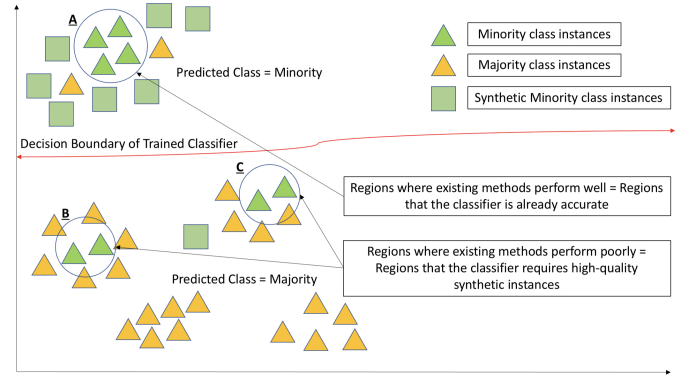 A
Minority class instances
Majority class instances
Predicted Class = Minority
Synthetic Minority class instances
Decision Boundary of Trained Classifier
C
Regions where existing methods perform well = Regions
that the classifier is already accurate
B
Regions where existing methods perform poorly =
Regions that the classifier requires high-quality
synthetic instances
Predicted Class = Majority